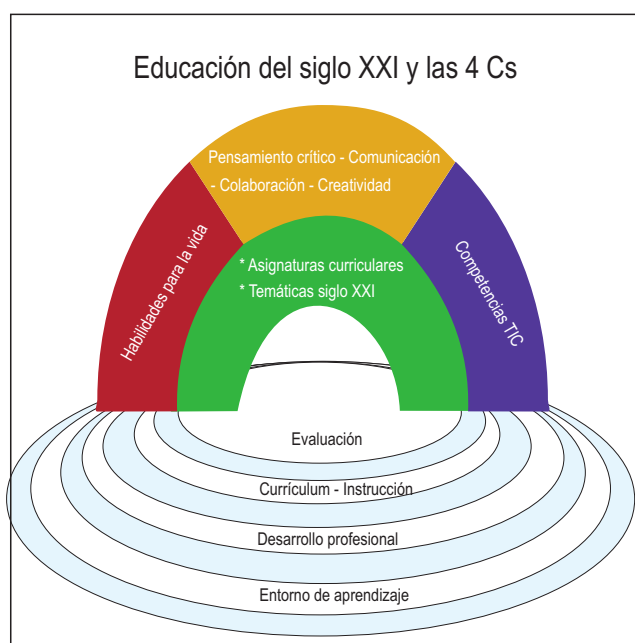 Educación del siglo XXI y las 4 Cs
Pensamiento crítico - Comunicación
- Colaboración - Creatividad
Habilidades para la vida
* Asignaturas curriculares
* Temáticas siglo XXI
Competencias TIC
Evaluación
Currículum - Instrucción
Desarrollo profesional
Entorno de aprendizaje